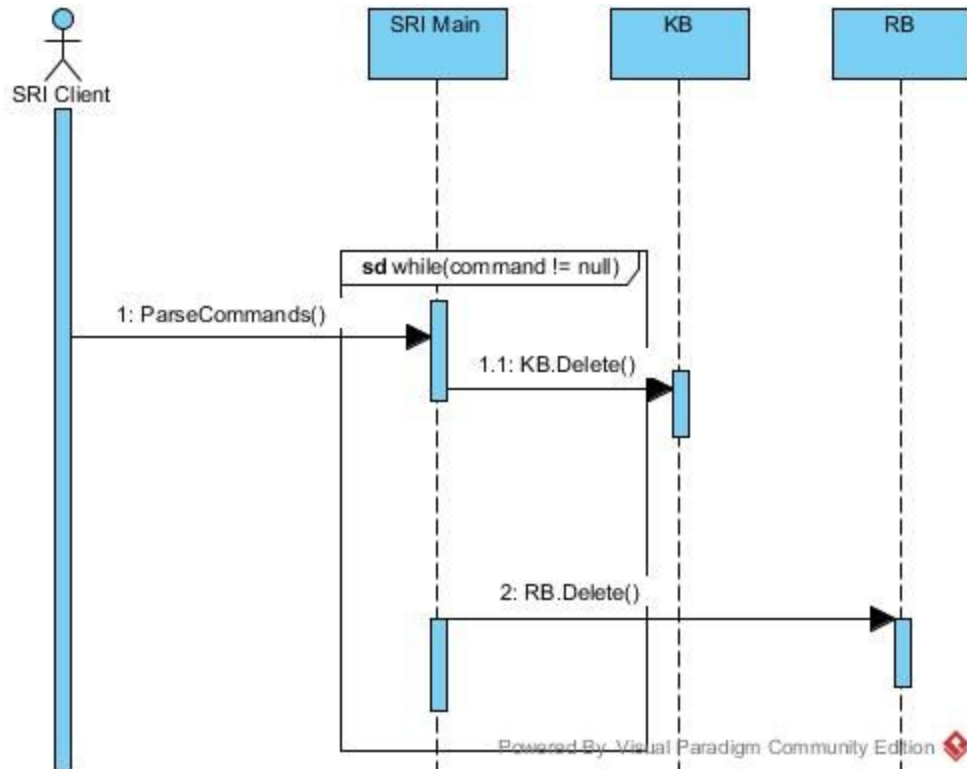 SRI Main
KB
RB
SRI Client
sd while(command != null)
1: ParseCommands()
1.1: KB.Delete()
2: RB.Delete()
Powered By Visual Paradigm Community Edition